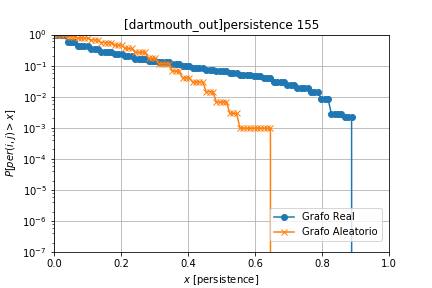 [dartmouth_out]persistence 155
P[per(i, j) > x]
10^0
10^-1
10^-2
10^-3
10^-4
10^-5
10^-6
10^-7
0.0 0.2 0.4 0.6 0.8 1.0
x [persistence]
Grafo Real
Grafo Aleatorio